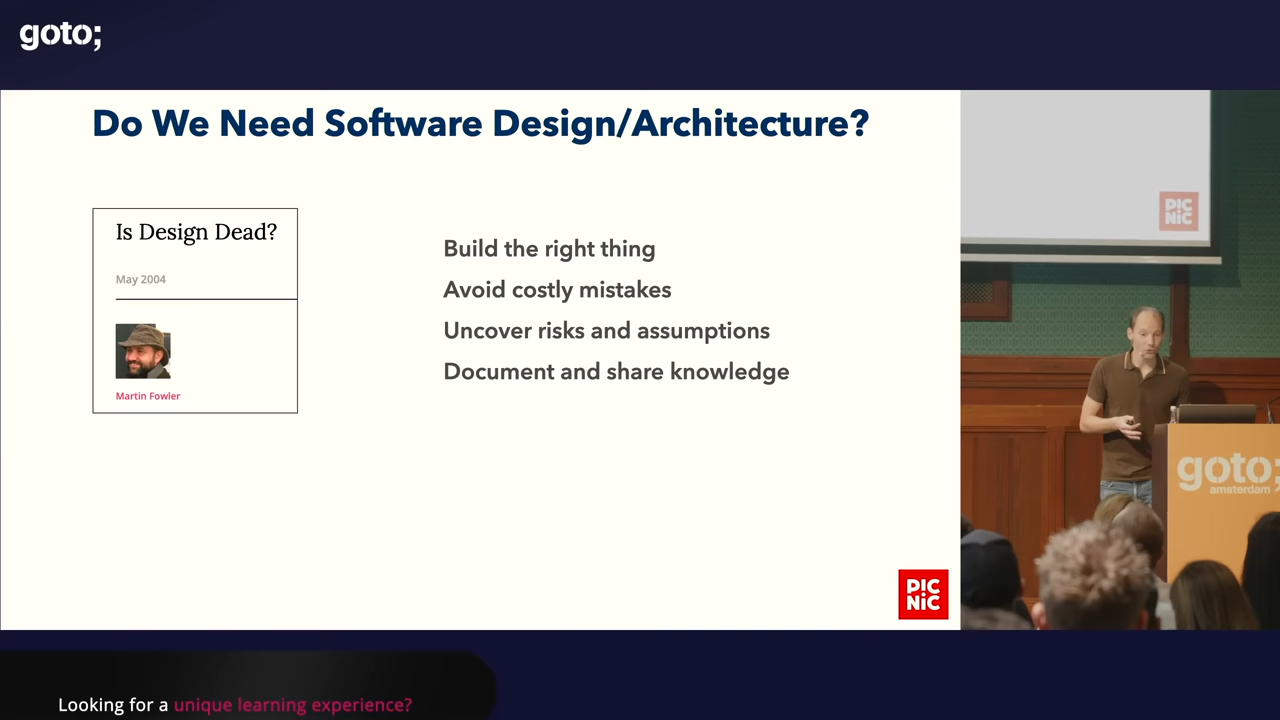 goto;
Do We Need Software Design/Architecture?
Is Design Dead?
May 2004
Martin Fowler
Build the right thing
Avoid costly mistakes
Uncover risks and assumptions
Document and share knowledge
PiC
NiC
PiC
NiC
goto;
amsterdam
Looking for a unique learning experience?